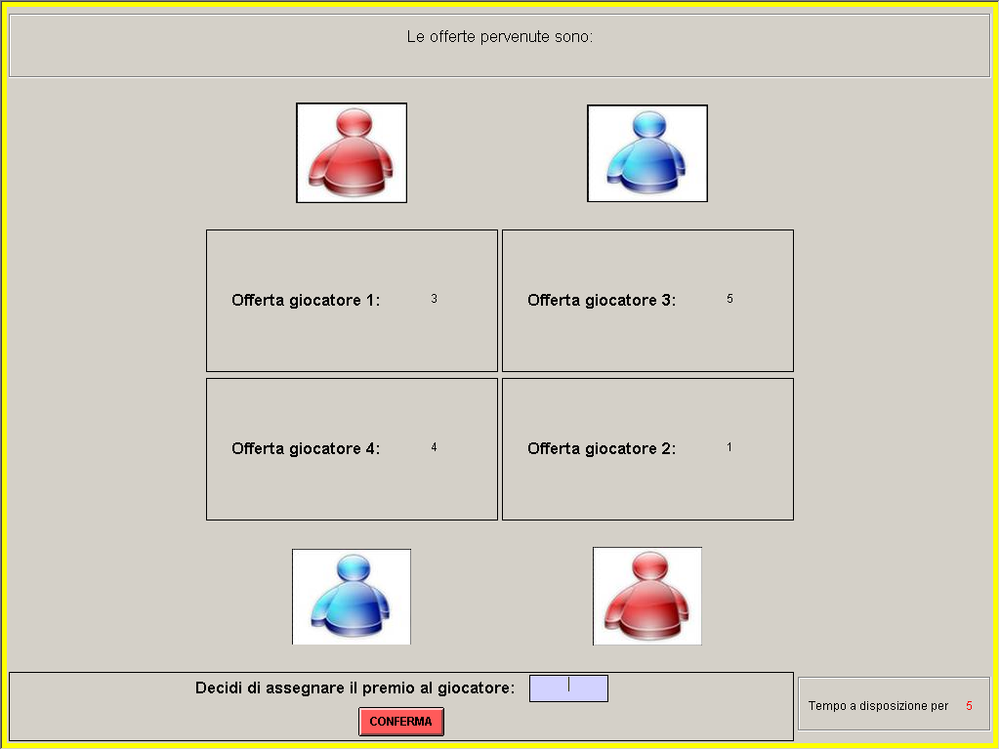 Le offerte pervenute sono:
Offerta giocatore 1: 3
Offerta giocatore 3: 5
Offerta giocatore 4: 4
Offerta giocatore 2: 1
Decidi di assegnare il premio al giocatore:
CONFERMA
Tempo a disposizione per 5